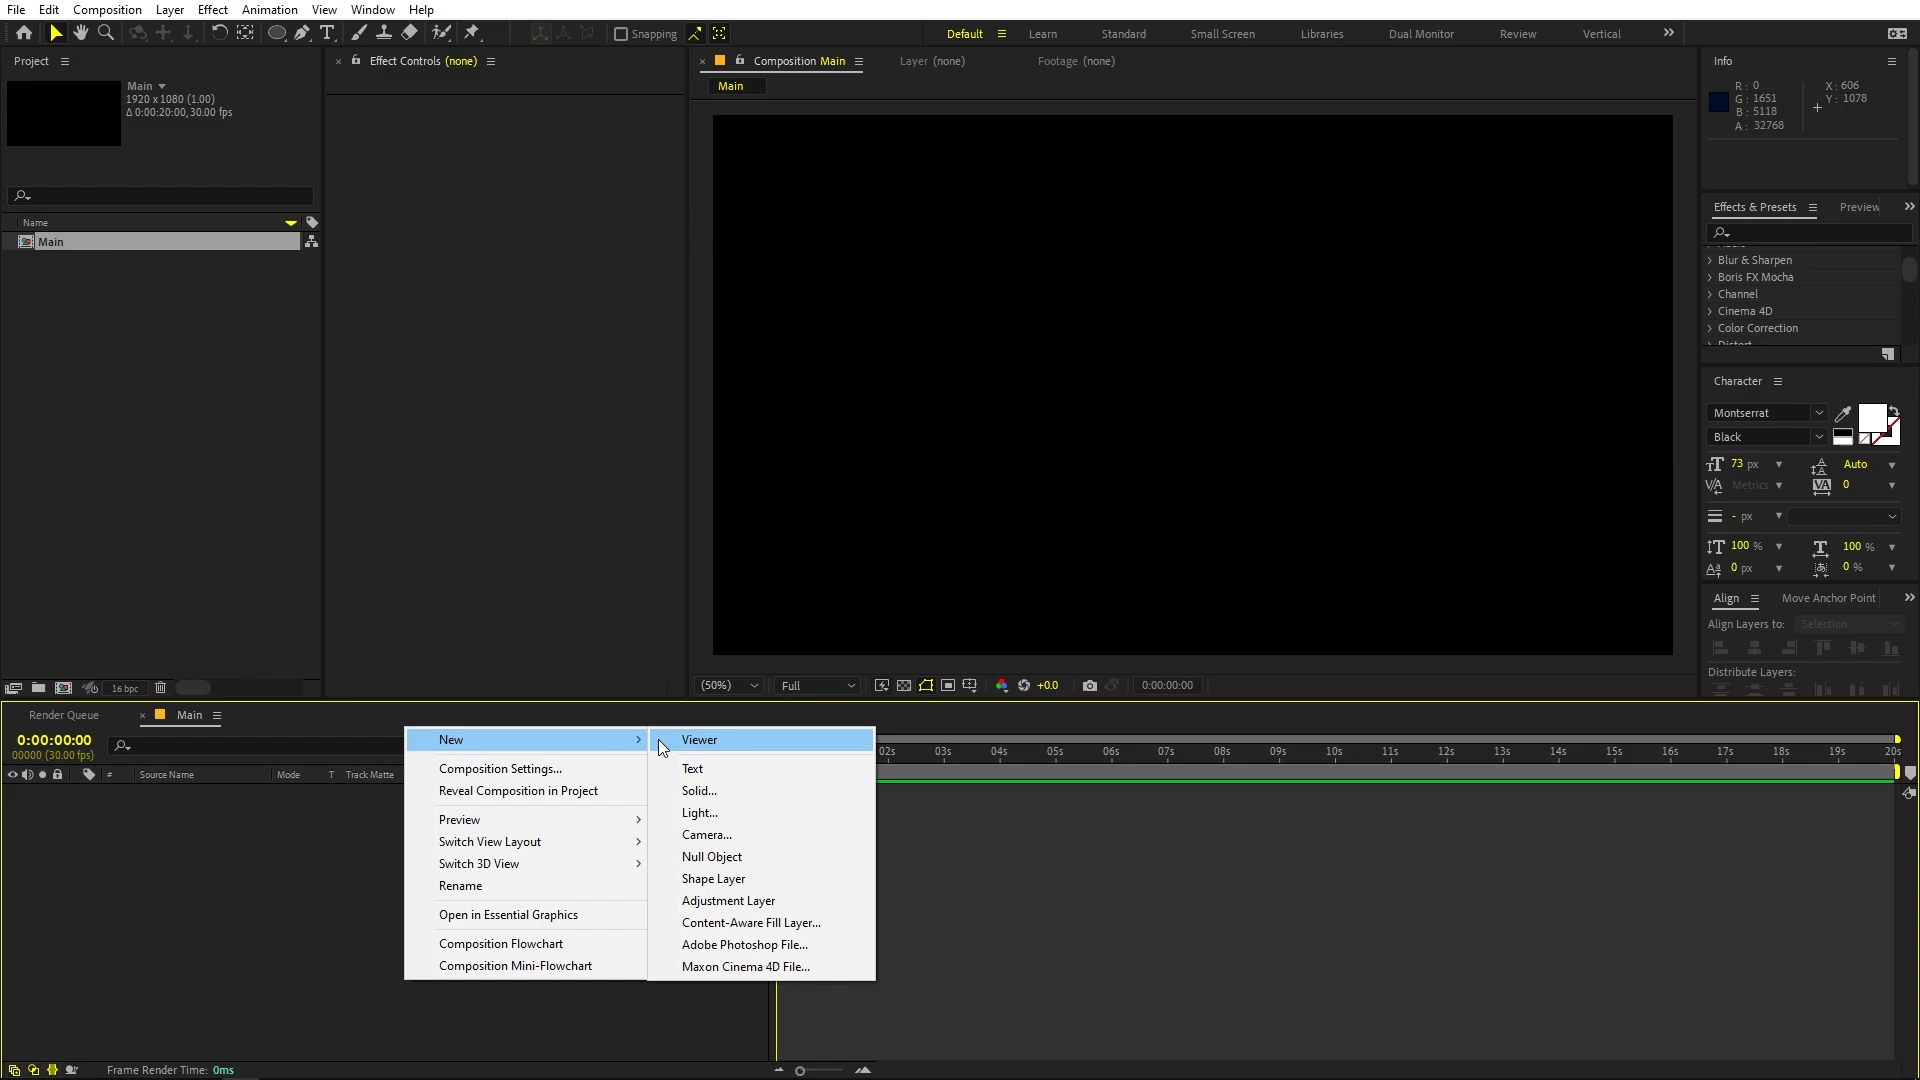 File Edit Composition Layer Effect Animation View Window Help
Snapping Default Learn Standard Small Screen Libraries Dual Monitor Review Vertical
Project
Main
1920 x 1080 (1.00)
Δ 0:00:20:00, 30.00 fps
Name
Main
16 bpc
Effect Controls (none)
Composition Main
Layer (none)
Footage (none)
Main
(50%)
Full
+0.0
0:00:00:00
Info
R: 0
G: 1651
B: 5118
A: 32768
X: 606
Y: 1078
Effects & Presets
Preview
Blur & Sharpen
Boris FX Mocha
Channel
Cinema 4D
Color Correction
Distort
Character
Montserrat
Black
73 px
Auto
Metrics
0
- px
100 %
100 %
0 px
0 %
Align
Move Anchor Point
Align Layers to:
Selection
Distribute Layers:
Render Queue
Main
0:00:00:00
00000 (30.00 fps)
# Source Name Mode T Track Matte
New
Composition Settings...
Reveal Composition in Project
Preview
Switch View Layout
Switch 3D View
Rename
Open in Essential Graphics
Composition Flowchart
Composition Mini-Flowchart
Viewer
Text
Solid...
Light...
Camera...
Null Object
Shape Layer
Adjustment Layer
Content-Aware Fill Layer...
Adobe Photoshop File...
Maxon Cinema 4D File...
02s 03s 04s 05s 06s 07s 08s 09s 10s 11s 12s 13s 14s 15s 16s 17s 18s 19s 20s
Frame Render Time: 0ms